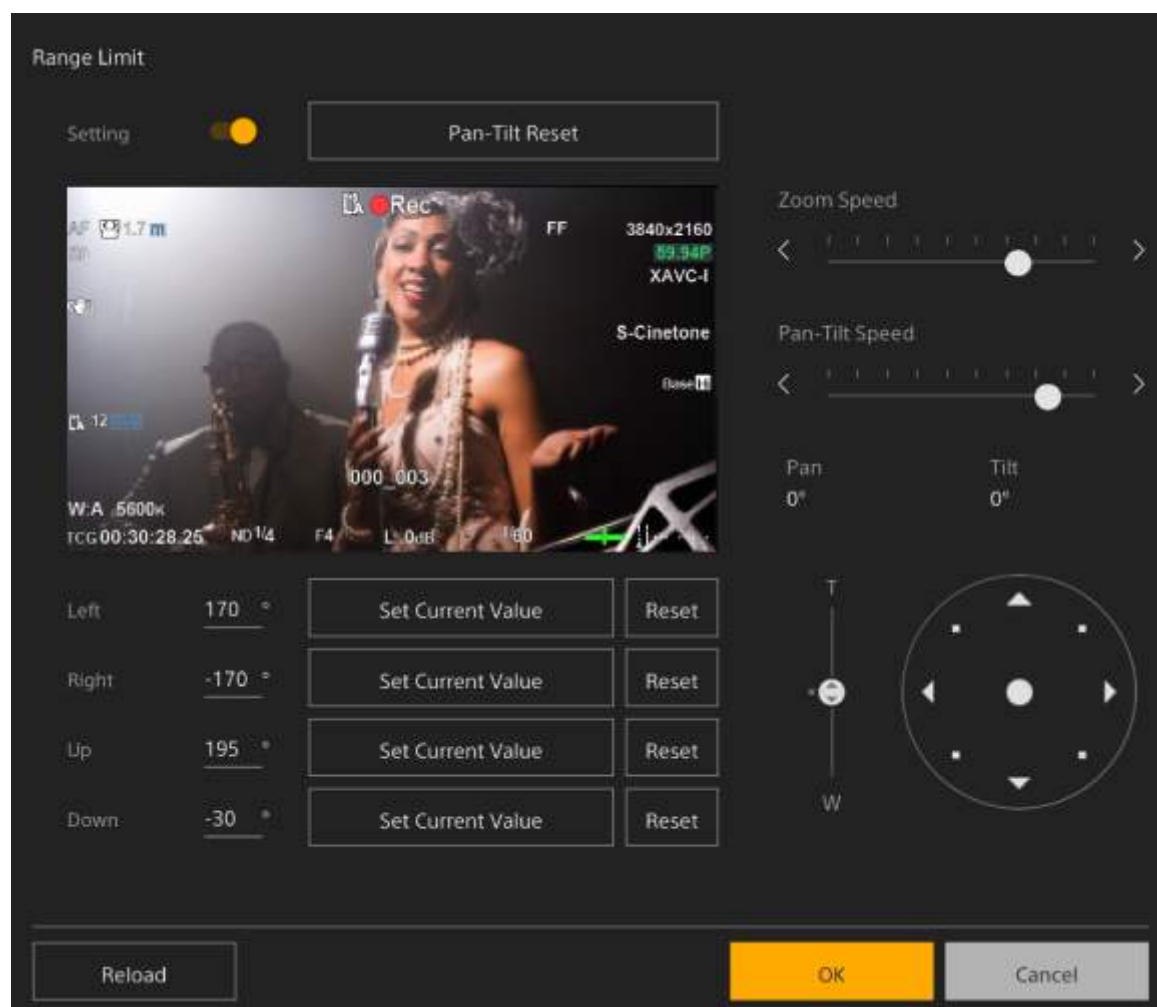 Range Limit
Setting
Pan-Tilt Reset
Rec
AF 1.7 m
FF
3840x2160
59.94P
XAVC-I
S-Cinetone
Base H
12
000_003
W:A 5600K
TCG 00:30:28.25 ND 1/4 F4 L 0dB 1/60
Zoom Speed
Pan-Tilt Speed
Pan Tilt
0° 0°
T
W
Left 170 ° Set Current Value Reset
Right -170 ° Set Current Value Reset
Up 195 ° Set Current Value Reset
Down -30 ° Set Current Value Reset
Reload
OK
Cancel